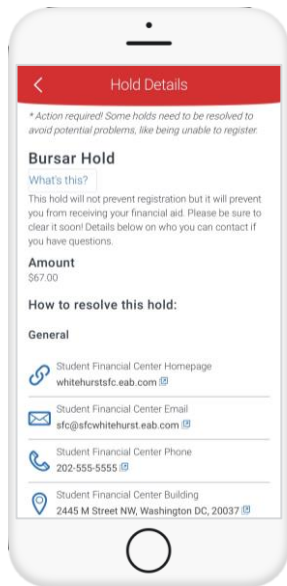 Hold Details
* Action required! Some holds need to be resolved to
avoid potential problems, like being unable to register.
Bursar Hold
What's this?
This hold will not prevent registration but it will prevent
you from receiving your financial aid. Please be sure to
clear it soon! Details below on who you can contact if
you have questions.
Amount
$67.00
How to resolve this hold:
General
Student Financial Center Homepage
whitehurstsfc.eab.com
Student Financial Center Email
sfc@sfcwhitehurst.eab.com
Student Financial Center Phone
202-555-5555
Student Financial Center Building
2445 M Street NW, Washington DC, 20037